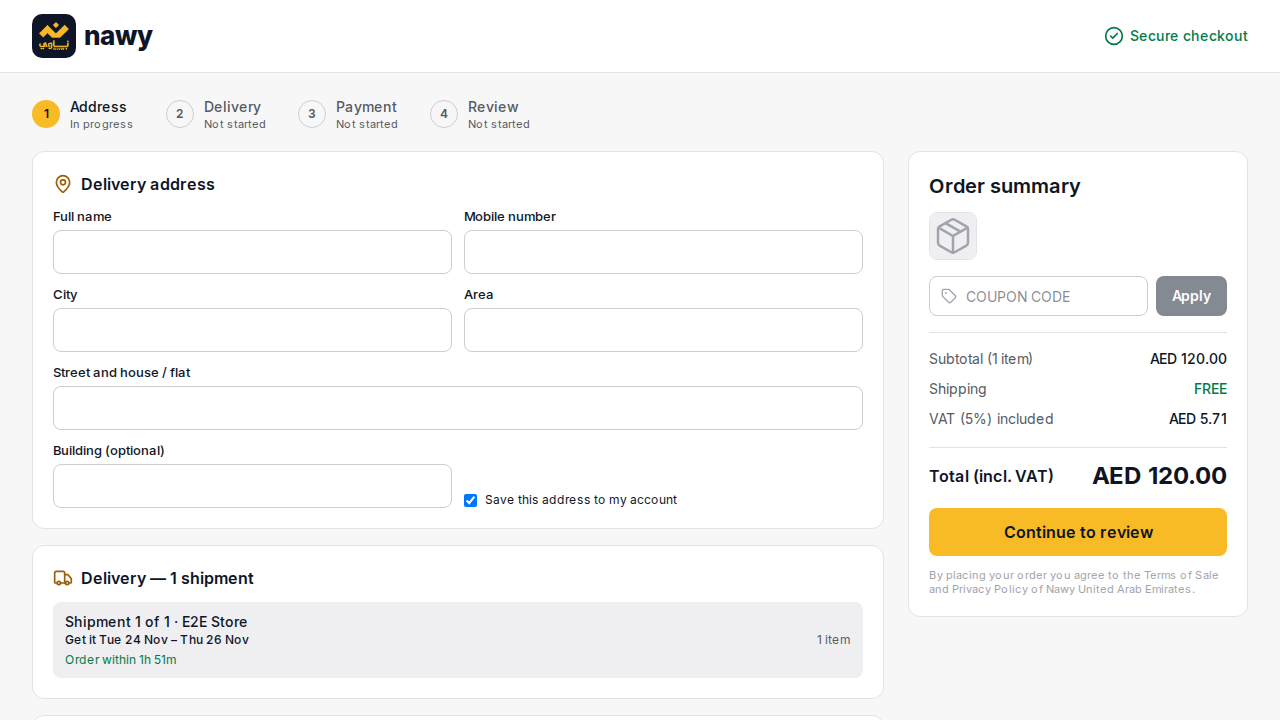 ناوي
NAWY
nawy
Secure checkout
1
Address
In progress
2
Delivery
Not started
3
Payment
Not started
4
Review
Not started
Delivery address
Full name
Mobile number
City
Area
Street and house / flat
Building (optional)
Save this address to my account
Delivery — 1 shipment
Shipment 1 of 1 · E2E Store
Get it Tue 24 Nov – Thu 26 Nov
1 item
Order within 1h 51m
Order summary
COUPON CODE
Apply
Subtotal (1 item)
AED 120.00
Shipping
FREE
VAT (5%) included
AED 5.71
Total (incl. VAT)
AED 120.00
Continue to review
By placing your order you agree to the Terms of Sale
and Privacy Policy of Nawy United Arab Emirates.